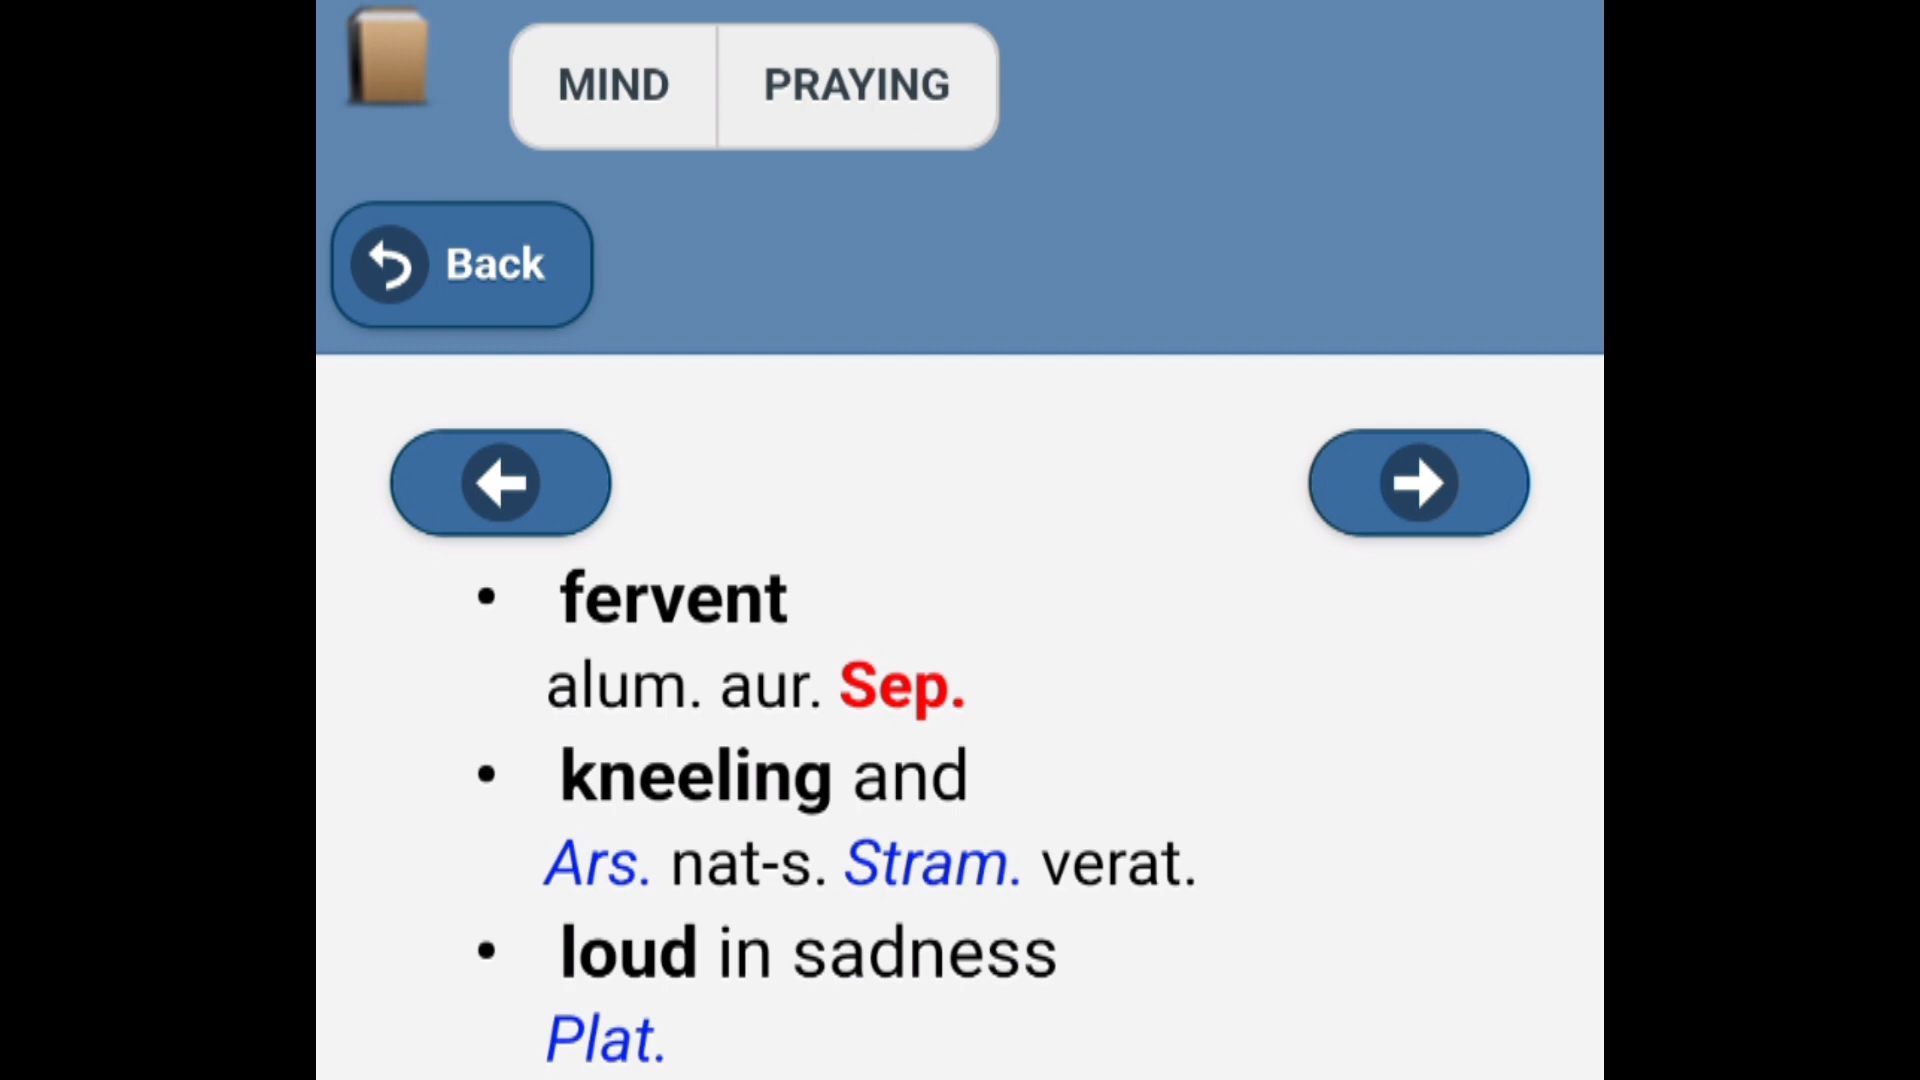 MIND PRAYING
Back
• fervent
alum. aur. Sep.
• kneeling and
Ars. nat-s. Stram. verat.
• loud in sadness
Plat.